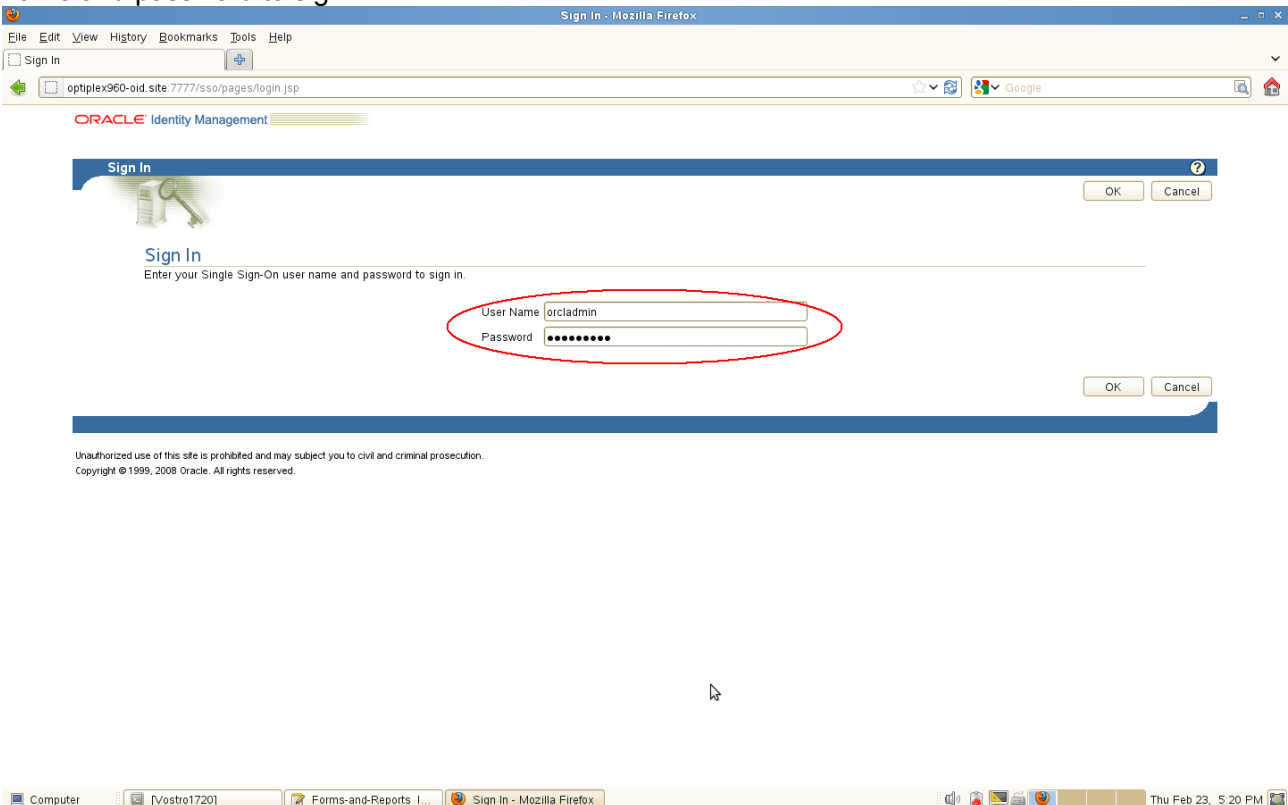 Sign In - Mozilla Firefox
File Edit View History Bookmarks Tools Help
Sign In
optiplex960-oid.site:7777/sso/pages/login.jsp
Google
ORACLE Identity Management
Sign In
OK Cancel
Sign In
Enter your Single Sign-On user name and password to sign in.
User Name orcladmin
Password •••••••••
OK Cancel
Unauthorized use of this site is prohibited and may subject you to civil and criminal prosecution.
Copyright © 1999, 2008 Oracle. All rights reserved.
Computer [Vostro1720] Forms-and-Reports_I... Sign In - Mozilla Firefox Thu Feb 23, 5:20 PM